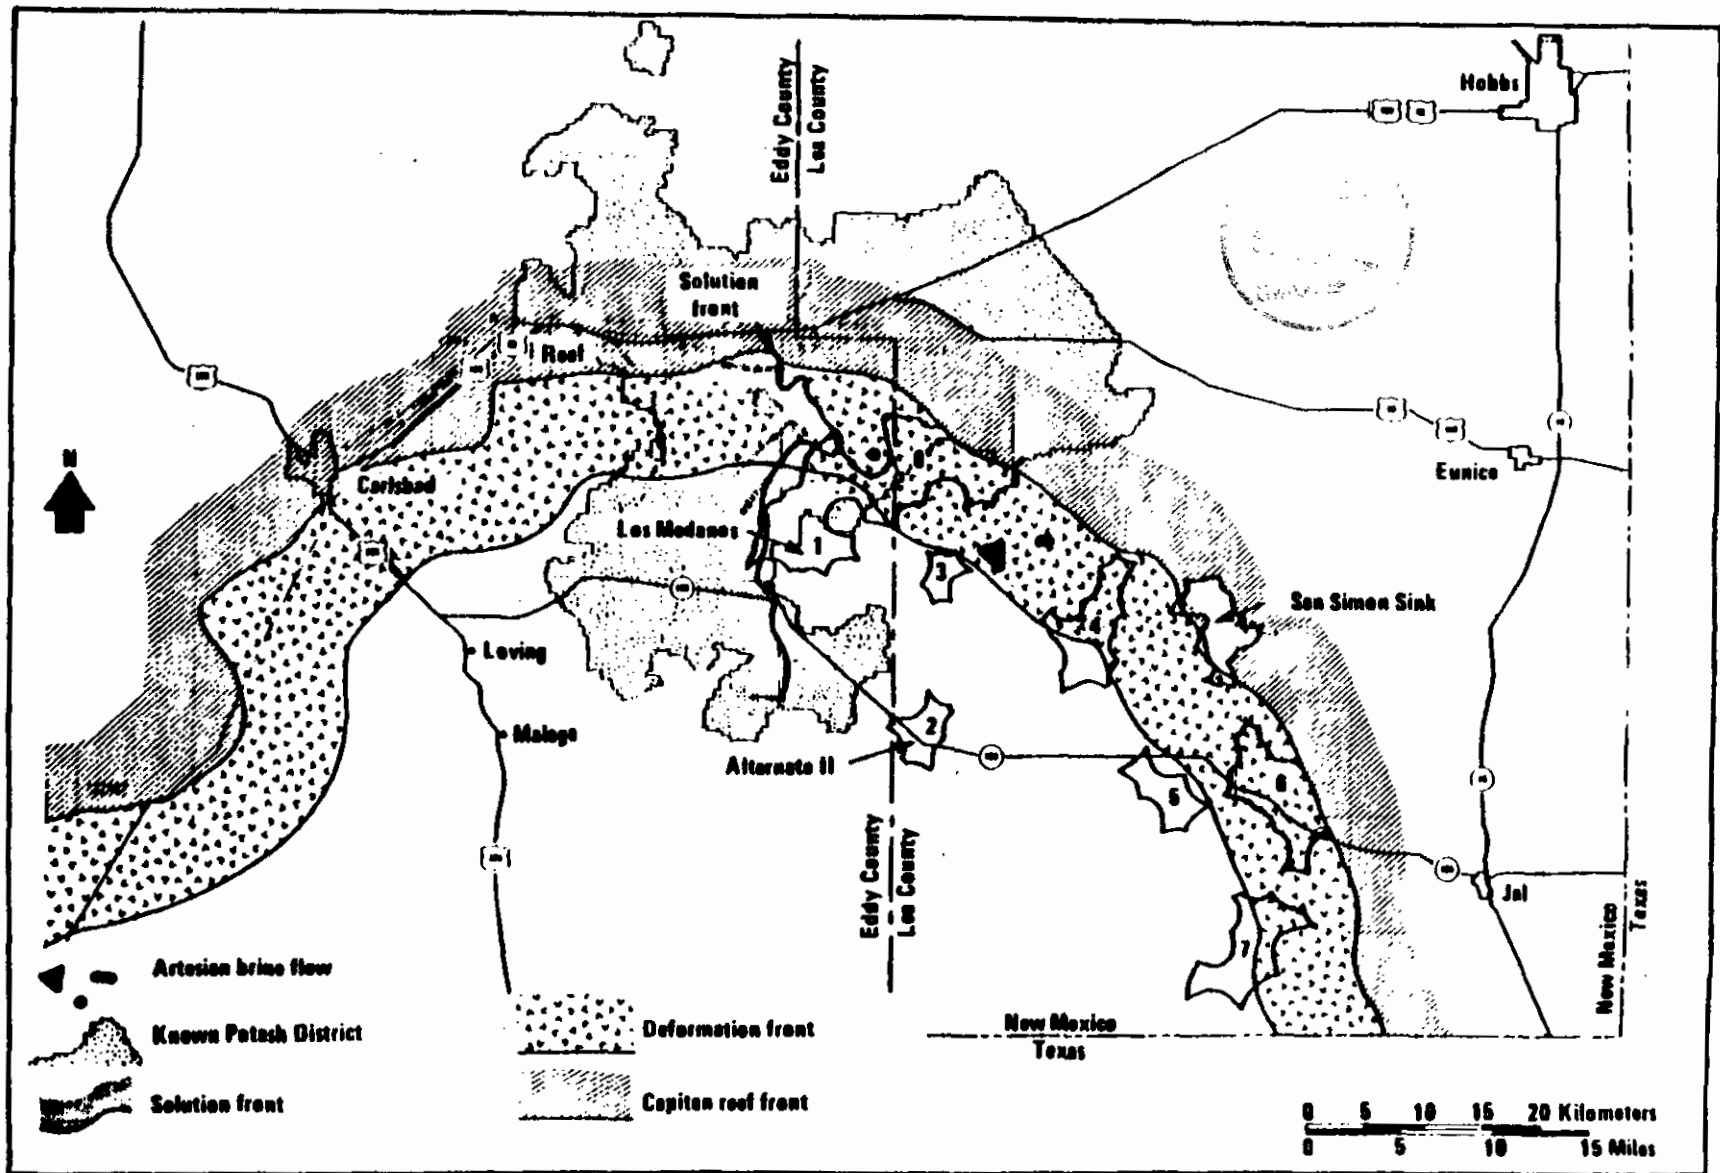 Eddy County
Lea County
Hobbs
Solution
front
Reef
Carlsbad
N
Eunice
Los Medanos
1
3
4
8
San Simon Sink
Loving
Malaga
2
Alternate II
5
6
Eddy County
Lea County
Jal
7
New Mexico
Texas
Artesian brine flow
Known Potash District
Solution front
Deformation front
Capitan reef front
New Mexico
Texas
0 5 10 15 20 Kilometers
0 5 10 15 Miles